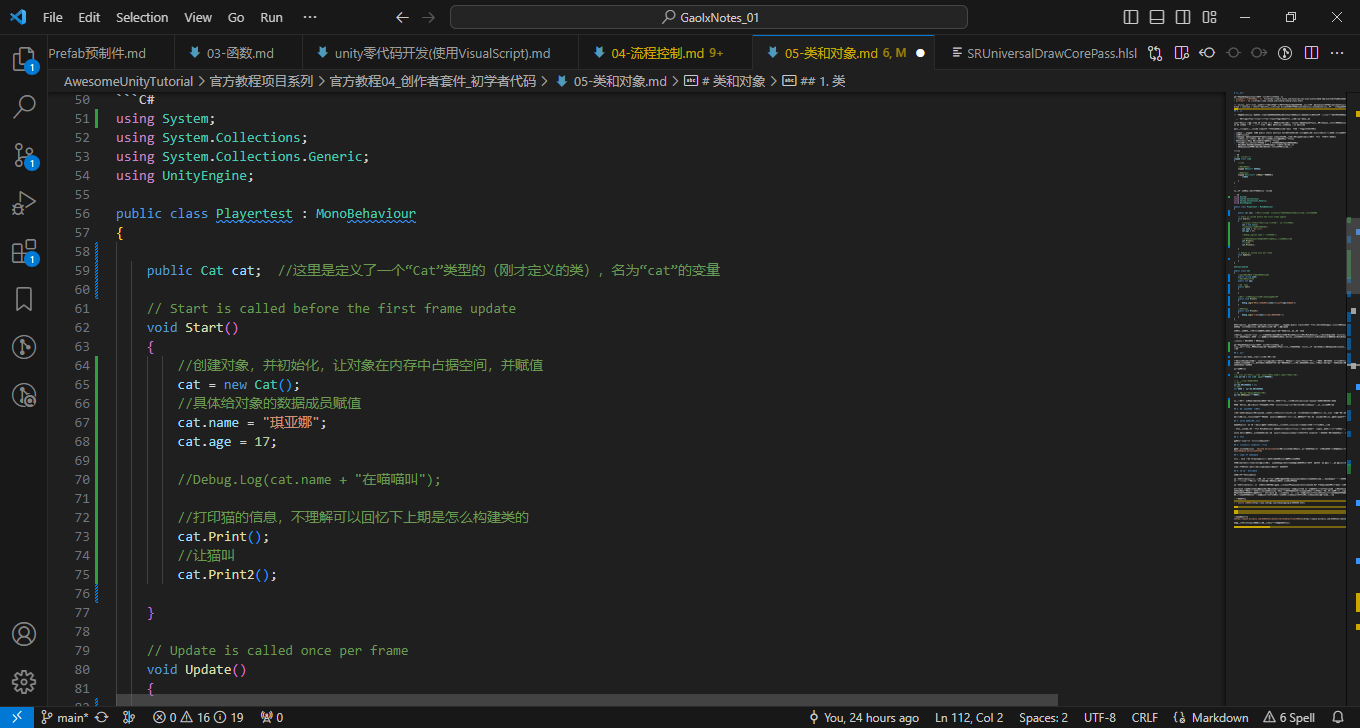 File Edit Selection View Go Run ··· GaolxNotes_01
Prefab预制件.md 03-函数.md unity零代码开发(使用VisualScript).md 04-流程控制.md 9+ 05-类和对象.md 6, M SRUniversalDrawCorePass.hlsl
AwesomeUnityTutorial > 官方教程项目系列 > 官方教程04_创作者套件_初学者代码 > 05-类和对象.md > # 类和对象 > ## 1. 类
50 ```C#
51 using System;
52 using System.Collections;
53 using System.Collections.Generic;
54 using UnityEngine;
55
56 public class Playertest : MonoBehaviour
57 {
58
59 public Cat cat; //这里是定义了一个“Cat”类型的（刚才定义的类），名为“cat”的变量
60
61 // Start is called before the first frame update
62 void Start()
63 {
64 //创建对象，并初始化，让对象在内存中占据空间，并赋值
65 cat = new Cat();
66 //具体给对象的数据成员赋值
67 cat.name = "琪亚娜";
68 cat.age = 17;
69
70 //Debug.Log(cat.name + "在喵喵叫");
71
72 //打印猫的信息，不理解可以回忆下上期是怎么构建类的
73 cat.Print();
74 //让猫叫
75 cat.Print2();
76
77 }
78
79 // Update is called once per frame
80 void Update()
81 {
1
1
1
main* 0 16 19 0 You, 24 hours ago Ln 112, Col 2 Spaces: 2 UTF-8 CRLF Markdown 6 Spell